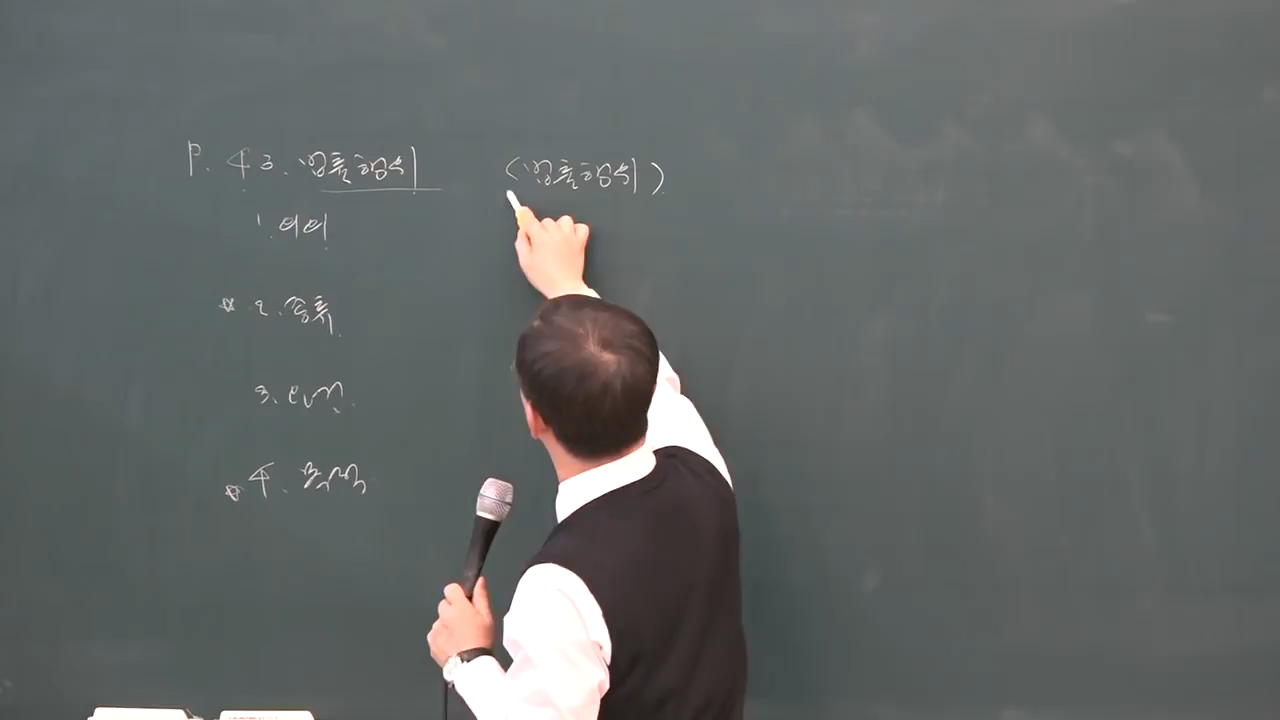 P. 43. 법률행위 <법률행위>
1. 의의
☆ 2. 종류
3. 요건
☆ 4. 목적